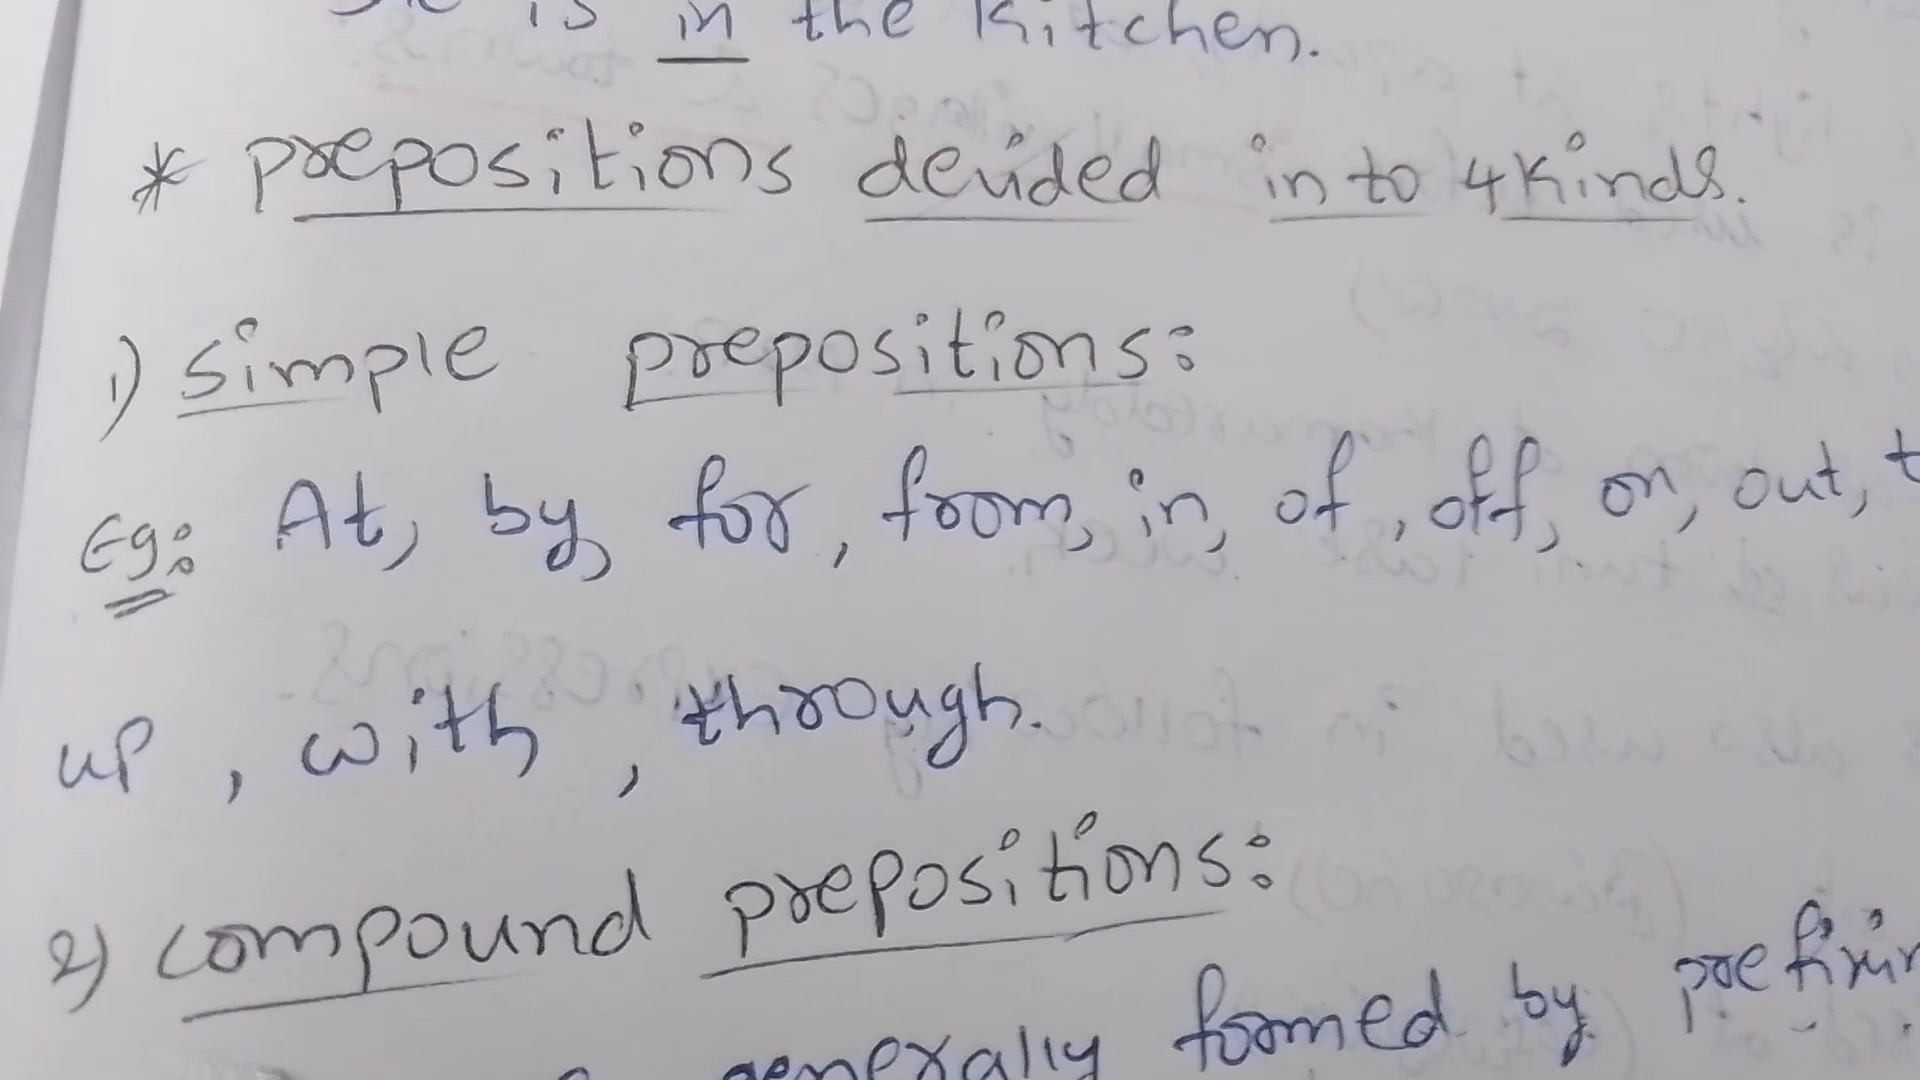 is in the Kitchen.
* prepositions devided in to 4 Kinds.
1) simple prepositions:
Eg: At, by, for, from, in, of, off, on, out,
up, with, through.
2) compound prepositions:
generally formed by